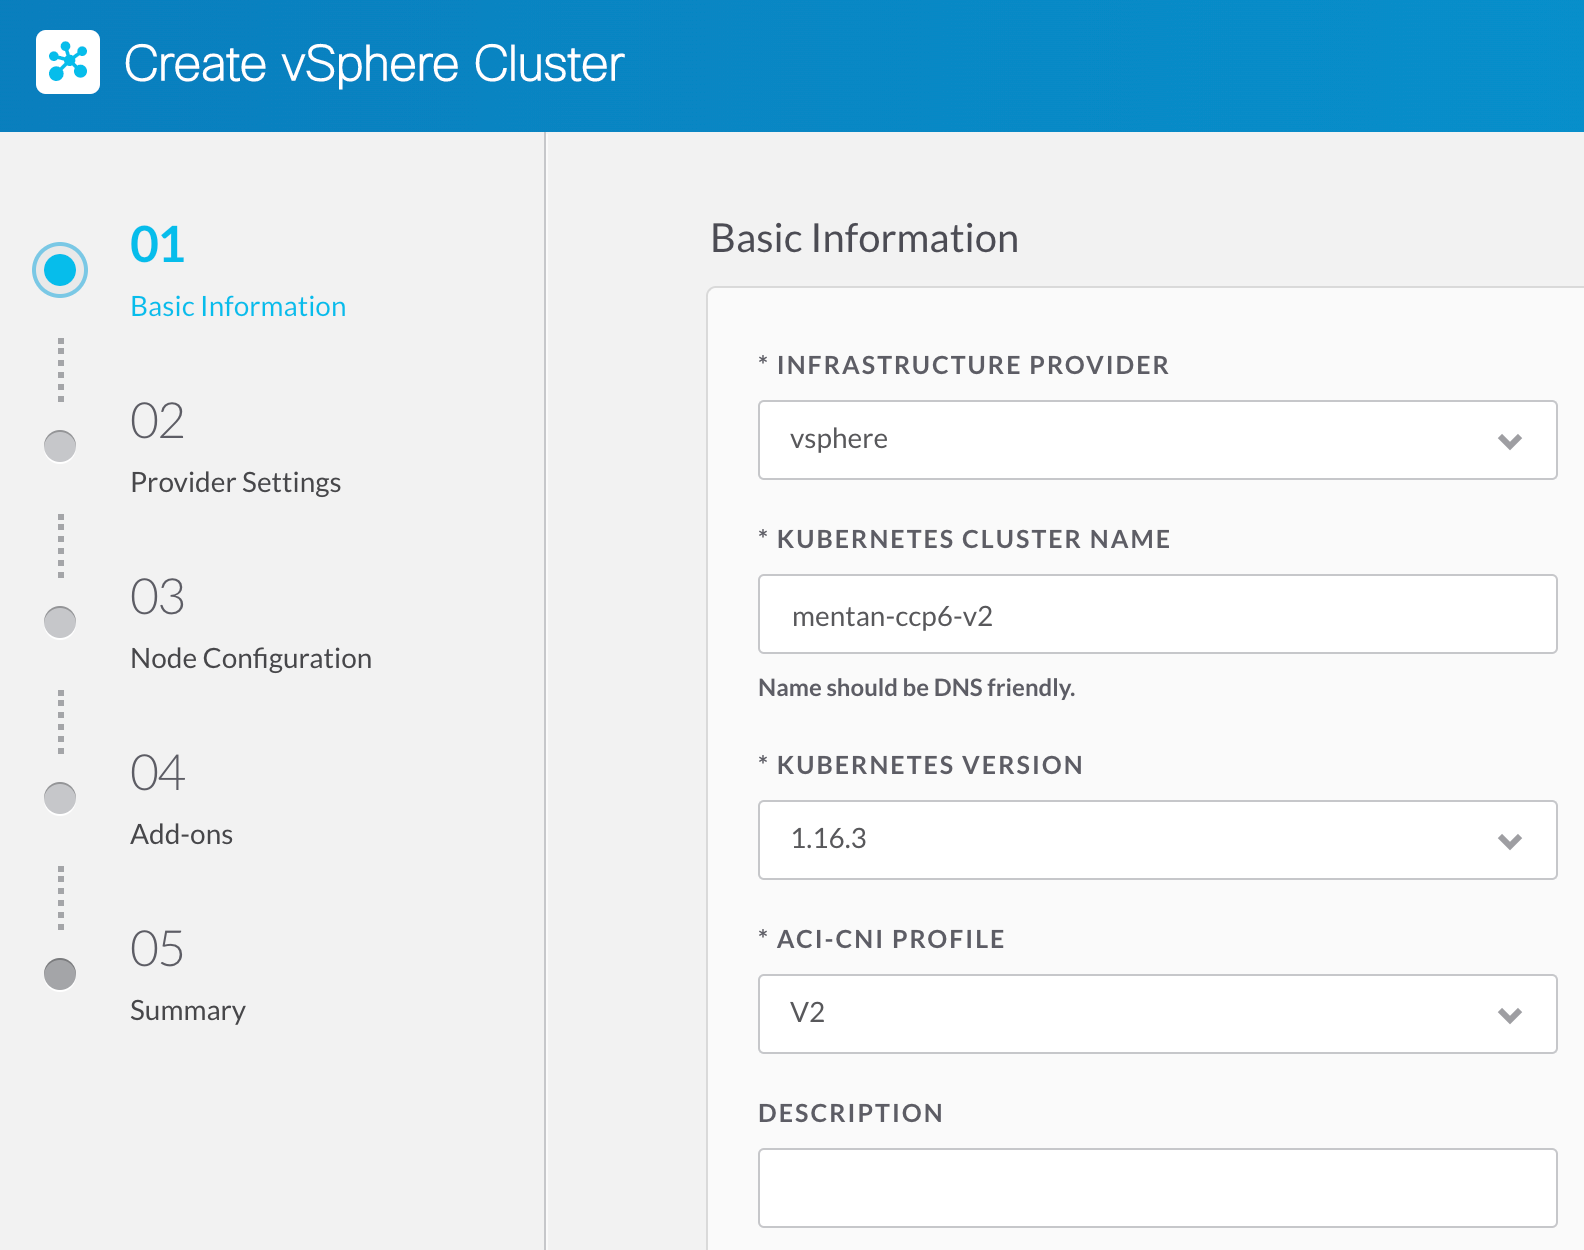 Create vSphere Cluster
01
Basic Information
02
Provider Settings
03
Node Configuration
04
Add-ons
05
Summary
Basic Information
* INFRASTRUCTURE PROVIDER
vsphere
* KUBERNETES CLUSTER NAME
mentan-ccp6-v2
Name should be DNS friendly.
* KUBERNETES VERSION
1.16.3
* ACI-CNI PROFILE
V2
DESCRIPTION